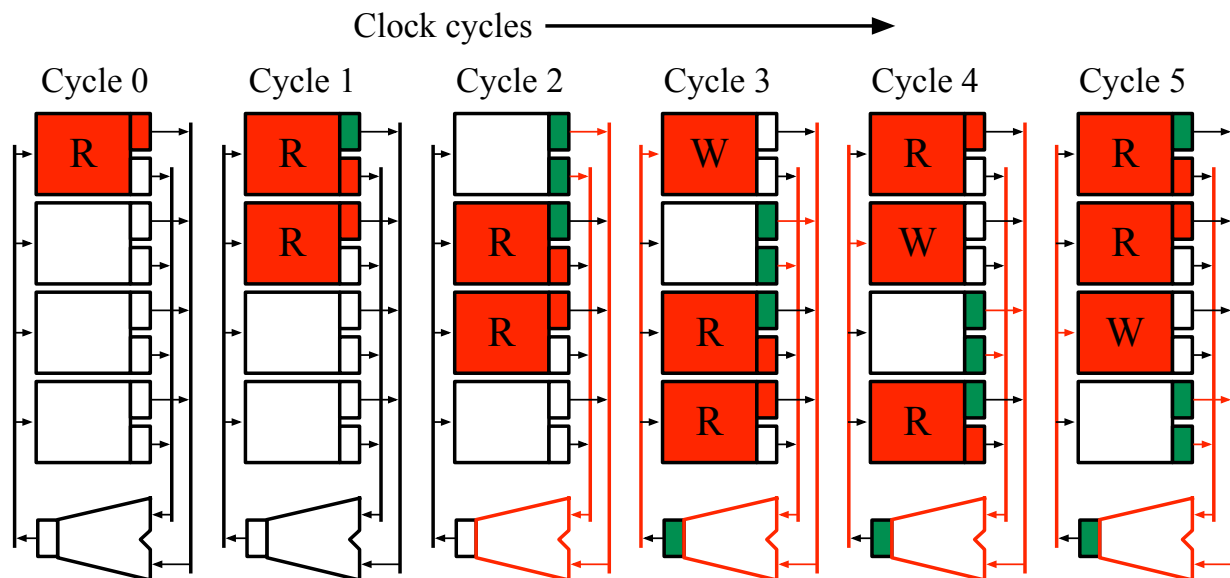 Clock cycles
Cycle 0 Cycle 1 Cycle 2 Cycle 3 Cycle 4 Cycle 5
R R W R R
R R W R
R R W
R R